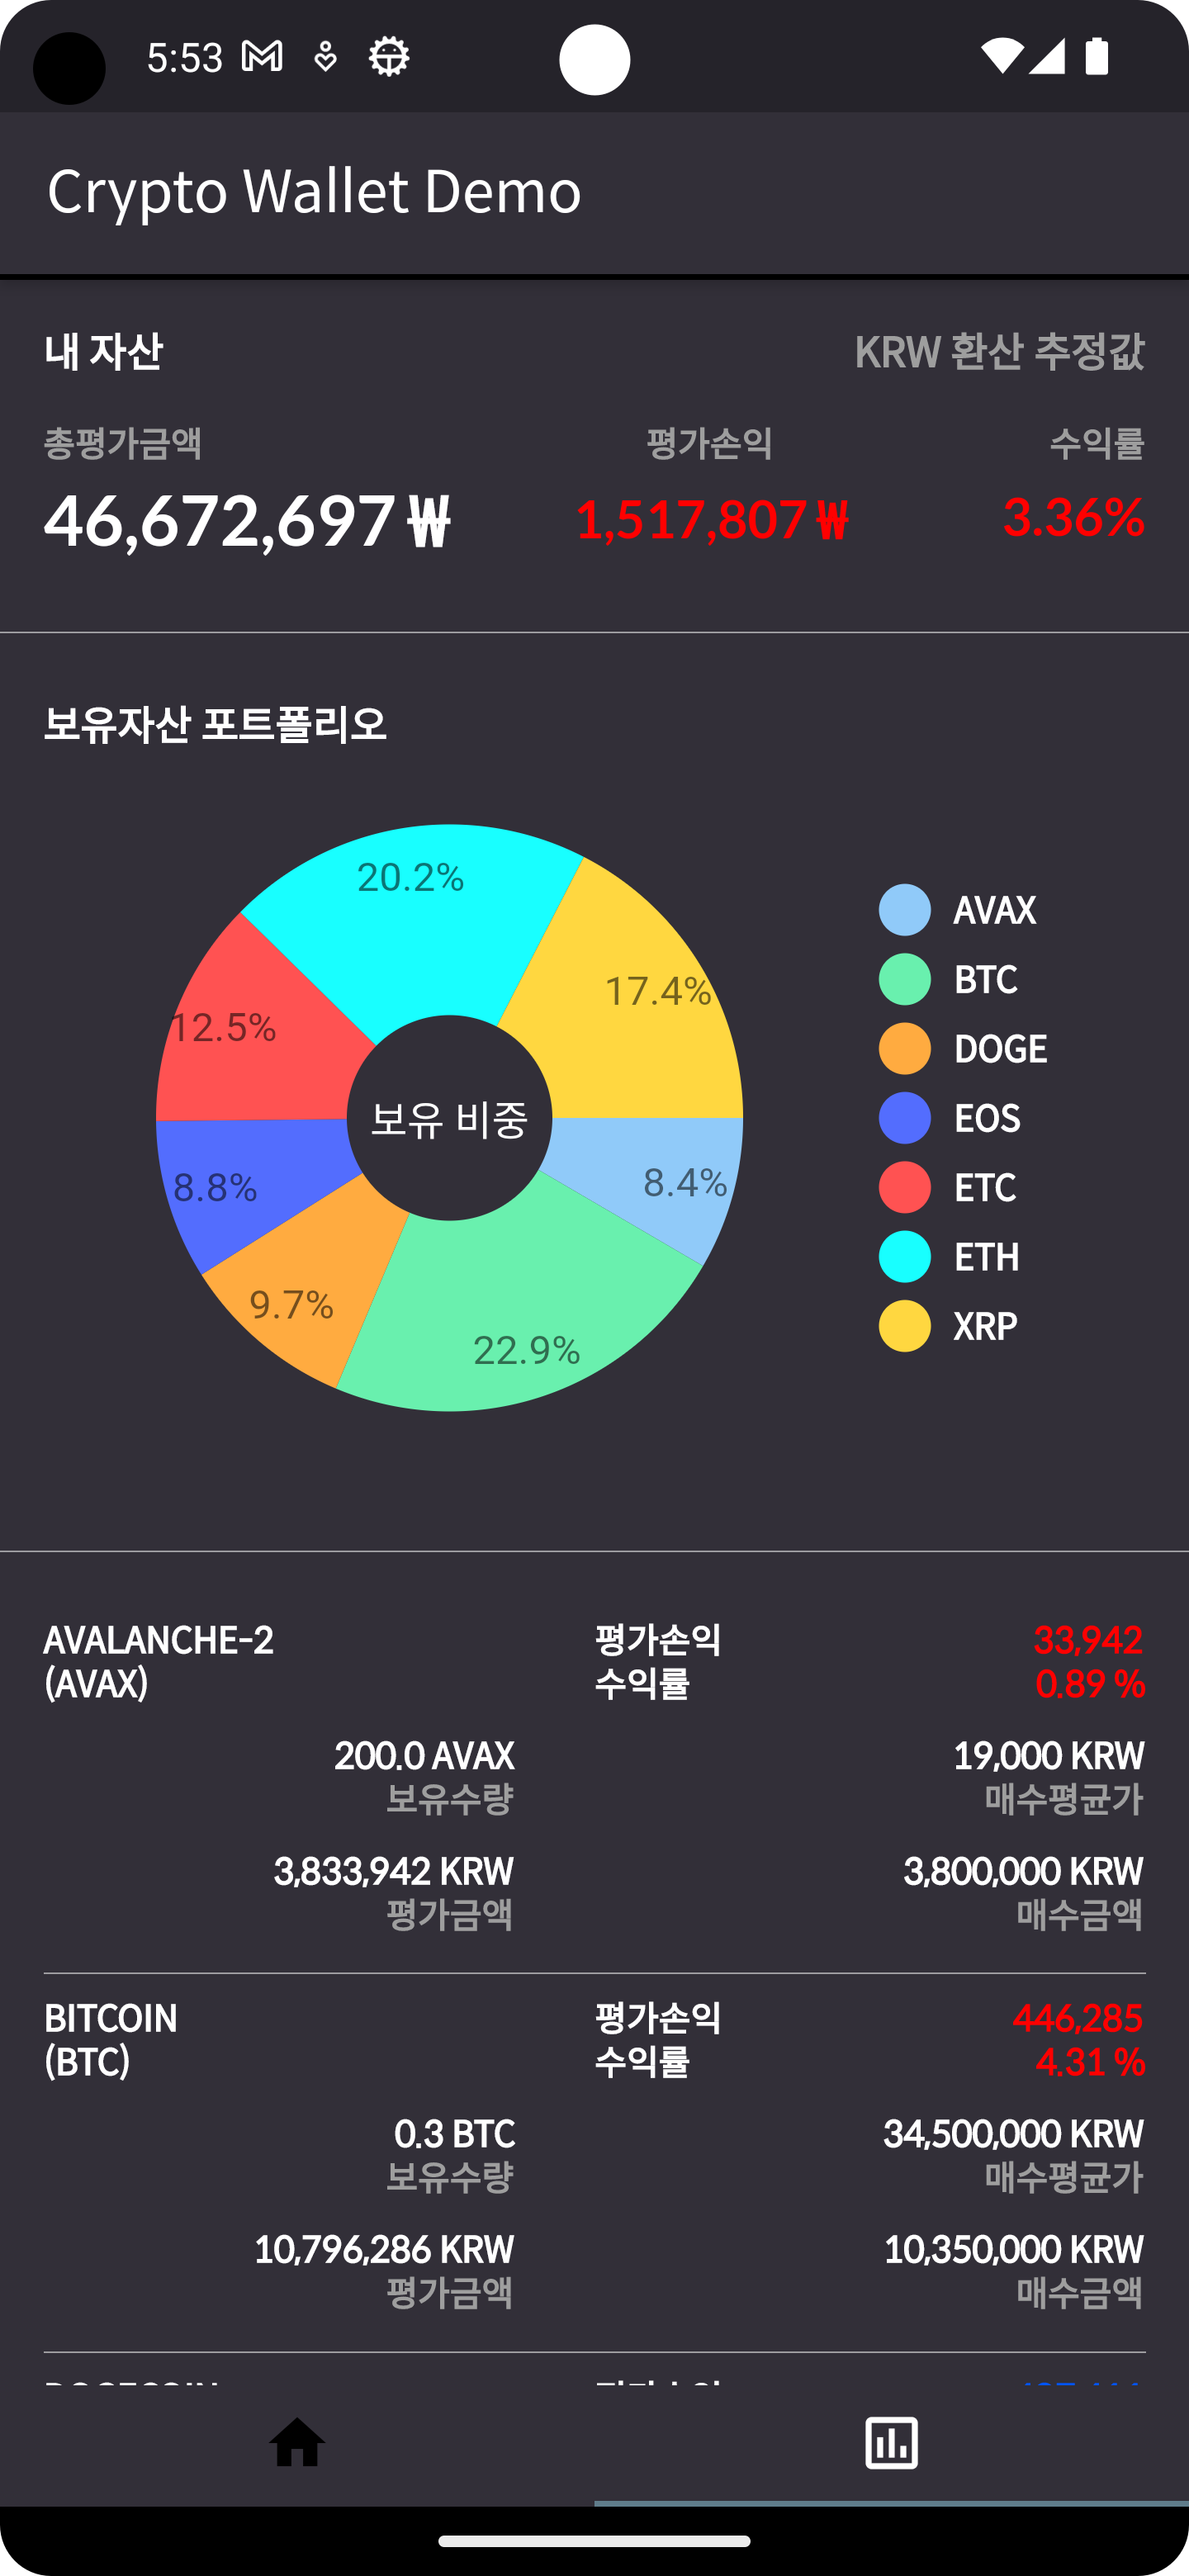 5:53
Crypto Wallet Demo
내 자산 KRW 환산 추정값
총평가금액 평가손익 수익률
46,672,697 ₩ 1,517,807 ₩ 3.36%
보유자산 포트폴리오
20.2%
17.4%
12.5%
보유 비중
8.8%
8.4%
9.7%
22.9%
AVAX
BTC
DOGE
EOS
ETC
ETH
XRP
AVALANCHE-2 평가손익 33,942
(AVAX) 수익률 0.89 %
200.0 AVAX 19,000 KRW
보유수량 매수평균가
3,833,942 KRW 3,800,000 KRW
평가금액 매수금액
BITCOIN 평가손익 446,285
(BTC) 수익률 4.31 %
0.3 BTC 34,500,000 KRW
보유수량 매수평균가
10,796,286 KRW 10,350,000 KRW
평가금액 매수금액